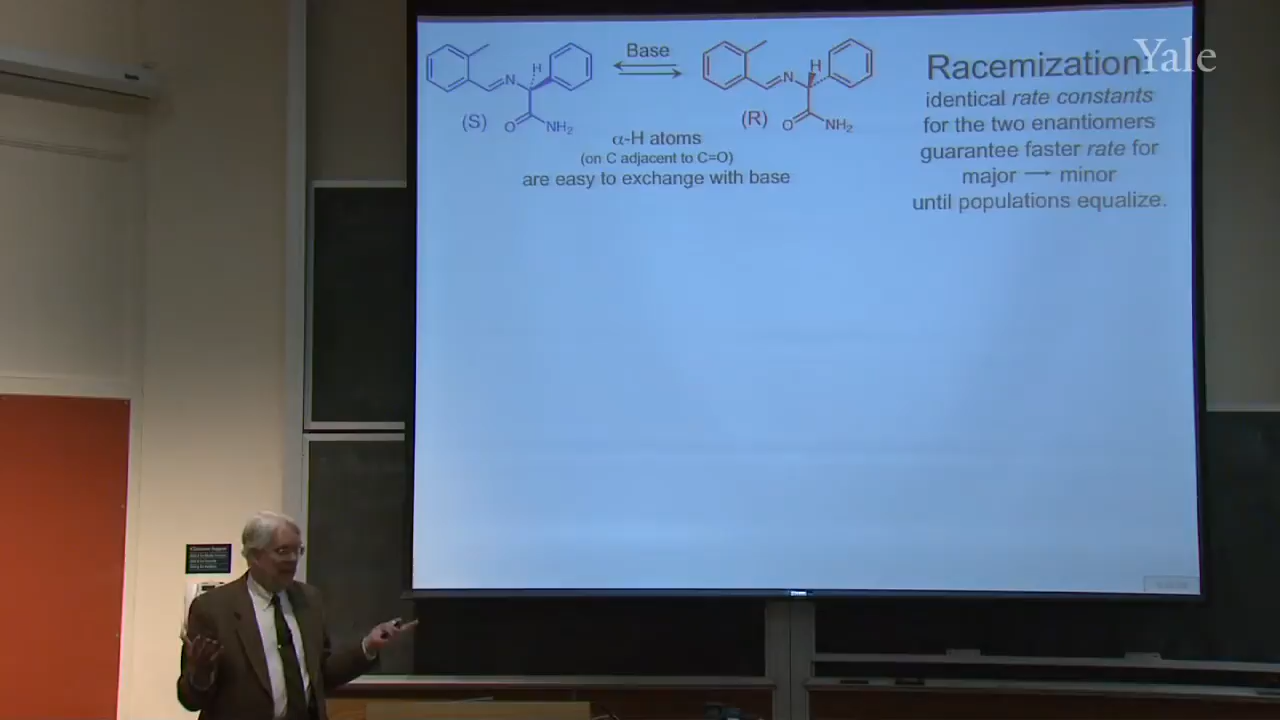 Base
H
N
(S)
O
NH2
H
N
(R)
O
NH2
α-H atoms
(on C adjacent to C=O)
are easy to exchange with base
Racemization:
identical rate constants
for the two enantiomers
guarantee faster rate for
major → minor
until populations equalize.
Yale